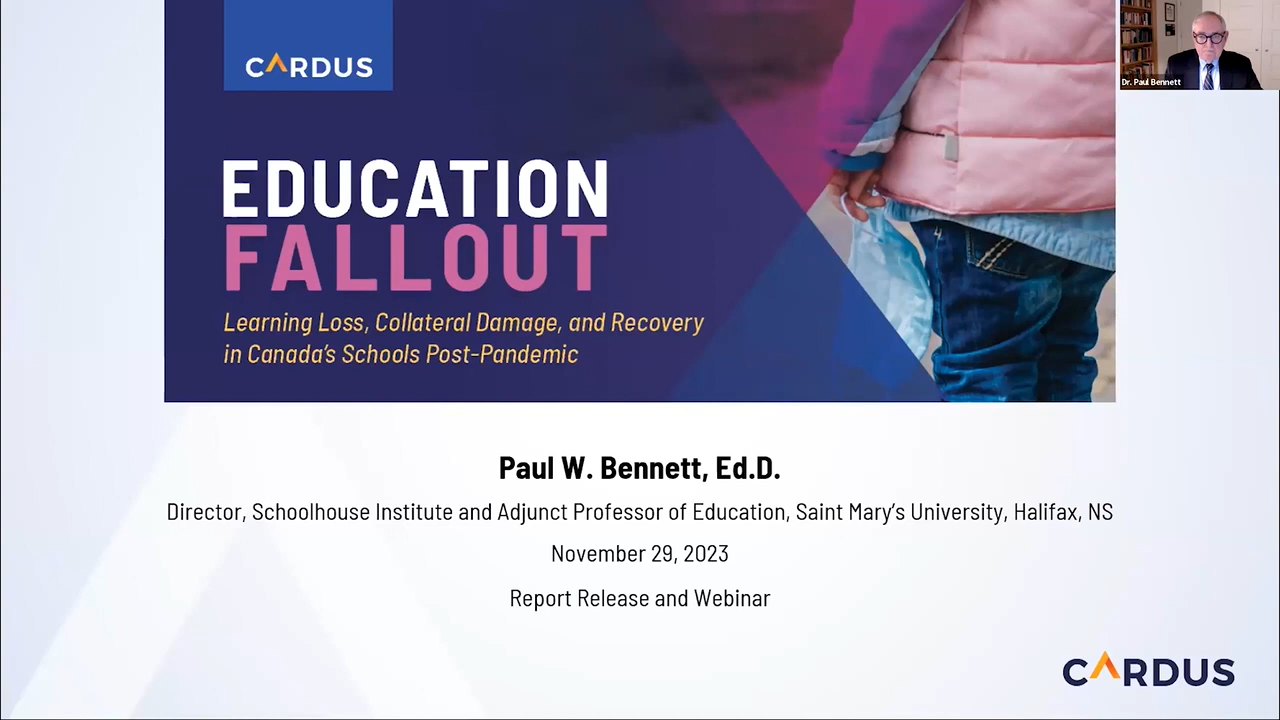 CARDUS
Dr. Paul Bennett
EDUCATION
FALLOUT
Learning Loss, Collateral Damage, and Recovery
in Canada's Schools Post-Pandemic
Paul W. Bennett, Ed.D.
Director, Schoolhouse Institute and Adjunct Professor of Education, Saint Mary's University, Halifax, NS
November 29, 2023
Report Release and Webinar
CARDUS